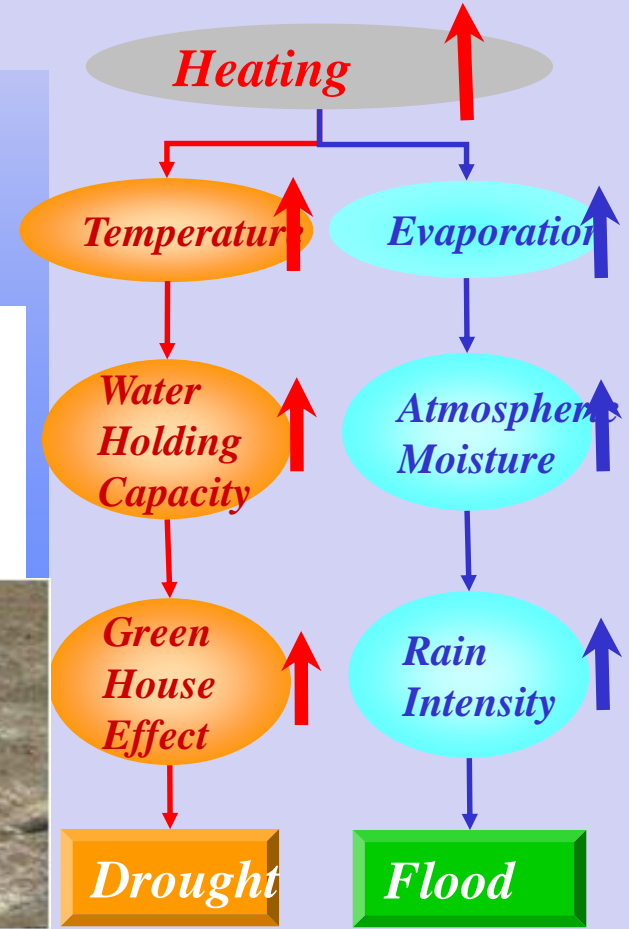 Heating
Temperature
Evaporation
Water
Holding
Capacity
Atmospheric
Moisture
Green
House
Effect
Rain
Intensity
Drought
Flood